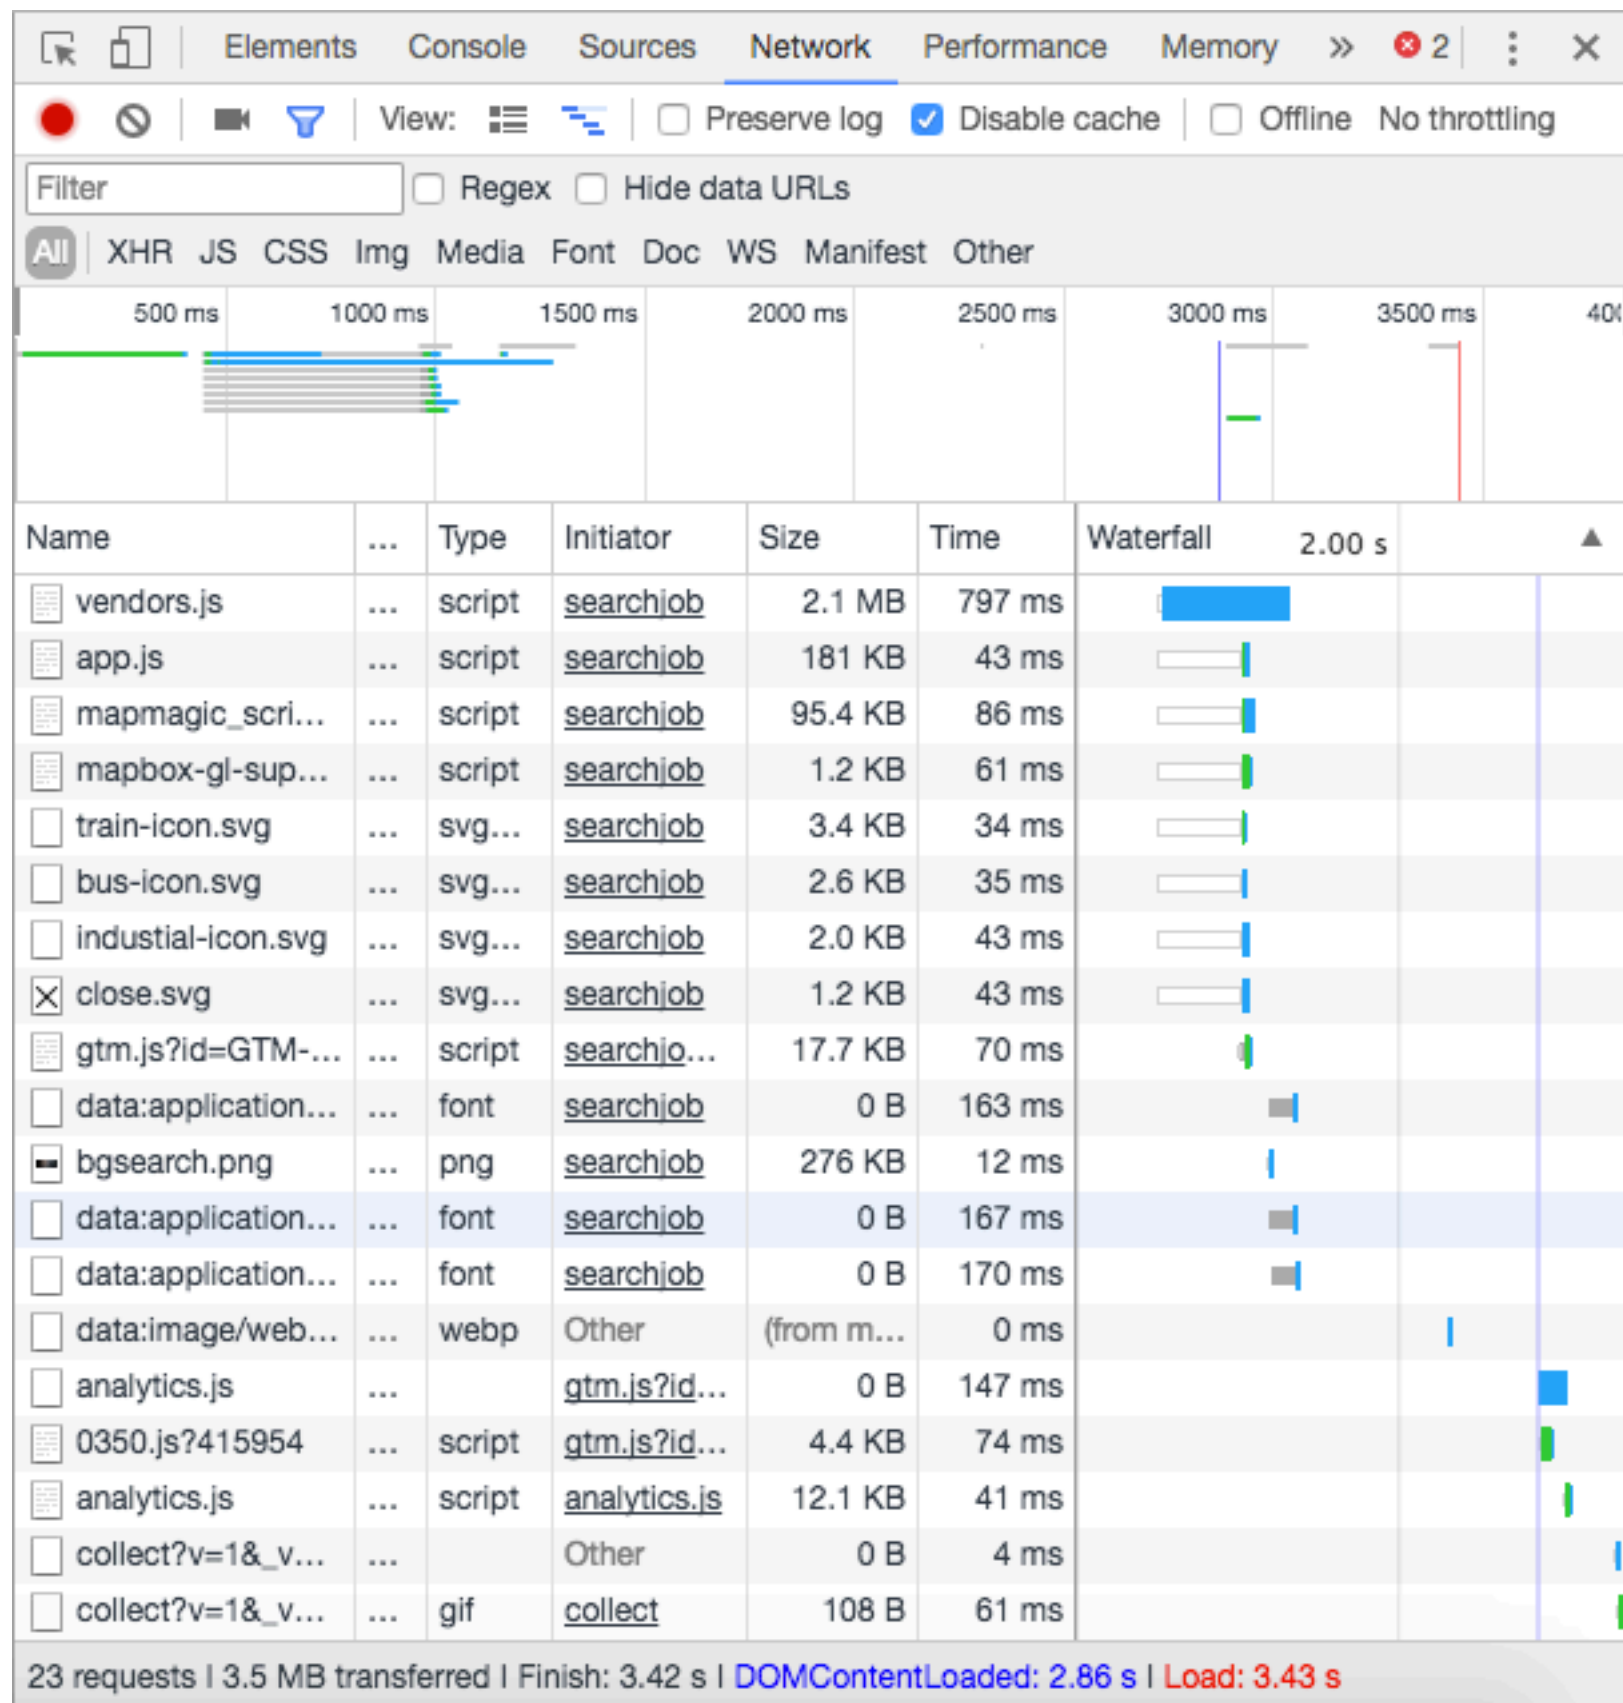 Elements Console Sources Network Performance Memory » 2
View: Preserve log Disable cache Offline No throttling
Filter Regex Hide data URLs
All XHR JS CSS Img Media Font Doc WS Manifest Other
500 ms 1000 ms 1500 ms 2000 ms 2500 ms 3000 ms 3500 ms 400
Name ... Type Initiator Size Time Waterfall 2.00 s
vendors.js ... script searchjob 2.1 MB 797 ms
app.js ... script searchjob 181 KB 43 ms
mapmagic_scri... ... script searchjob 95.4 KB 86 ms
mapbox-gl-sup... ... script searchjob 1.2 KB 61 ms
train-icon.svg ... svg... searchjob 3.4 KB 34 ms
bus-icon.svg ... svg... searchjob 2.6 KB 35 ms
industial-icon.svg ... svg... searchjob 2.0 KB 43 ms
close.svg ... svg... searchjob 1.2 KB 43 ms
gtm.js?id=GTM-... ... script searchjo... 17.7 KB 70 ms
data:application... ... font searchjob 0 B 163 ms
bgsearch.png ... png searchjob 276 KB 12 ms
data:application... ... font searchjob 0 B 167 ms
data:application... ... font searchjob 0 B 170 ms
data:image/web... ... webp Other (from m... 0 ms
analytics.js ... gtm.js?id... 0 B 147 ms
0350.js?415954 ... script gtm.js?id... 4.4 KB 74 ms
analytics.js ... script analytics.js 12.1 KB 41 ms
collect?v=1&_v... ... Other 0 B 4 ms
collect?v=1&_v... ... gif collect 108 B 61 ms
23 requests | 3.5 MB transferred | Finish: 3.42 s | DOMContentLoaded: 2.86 s | Load: 3.43 s